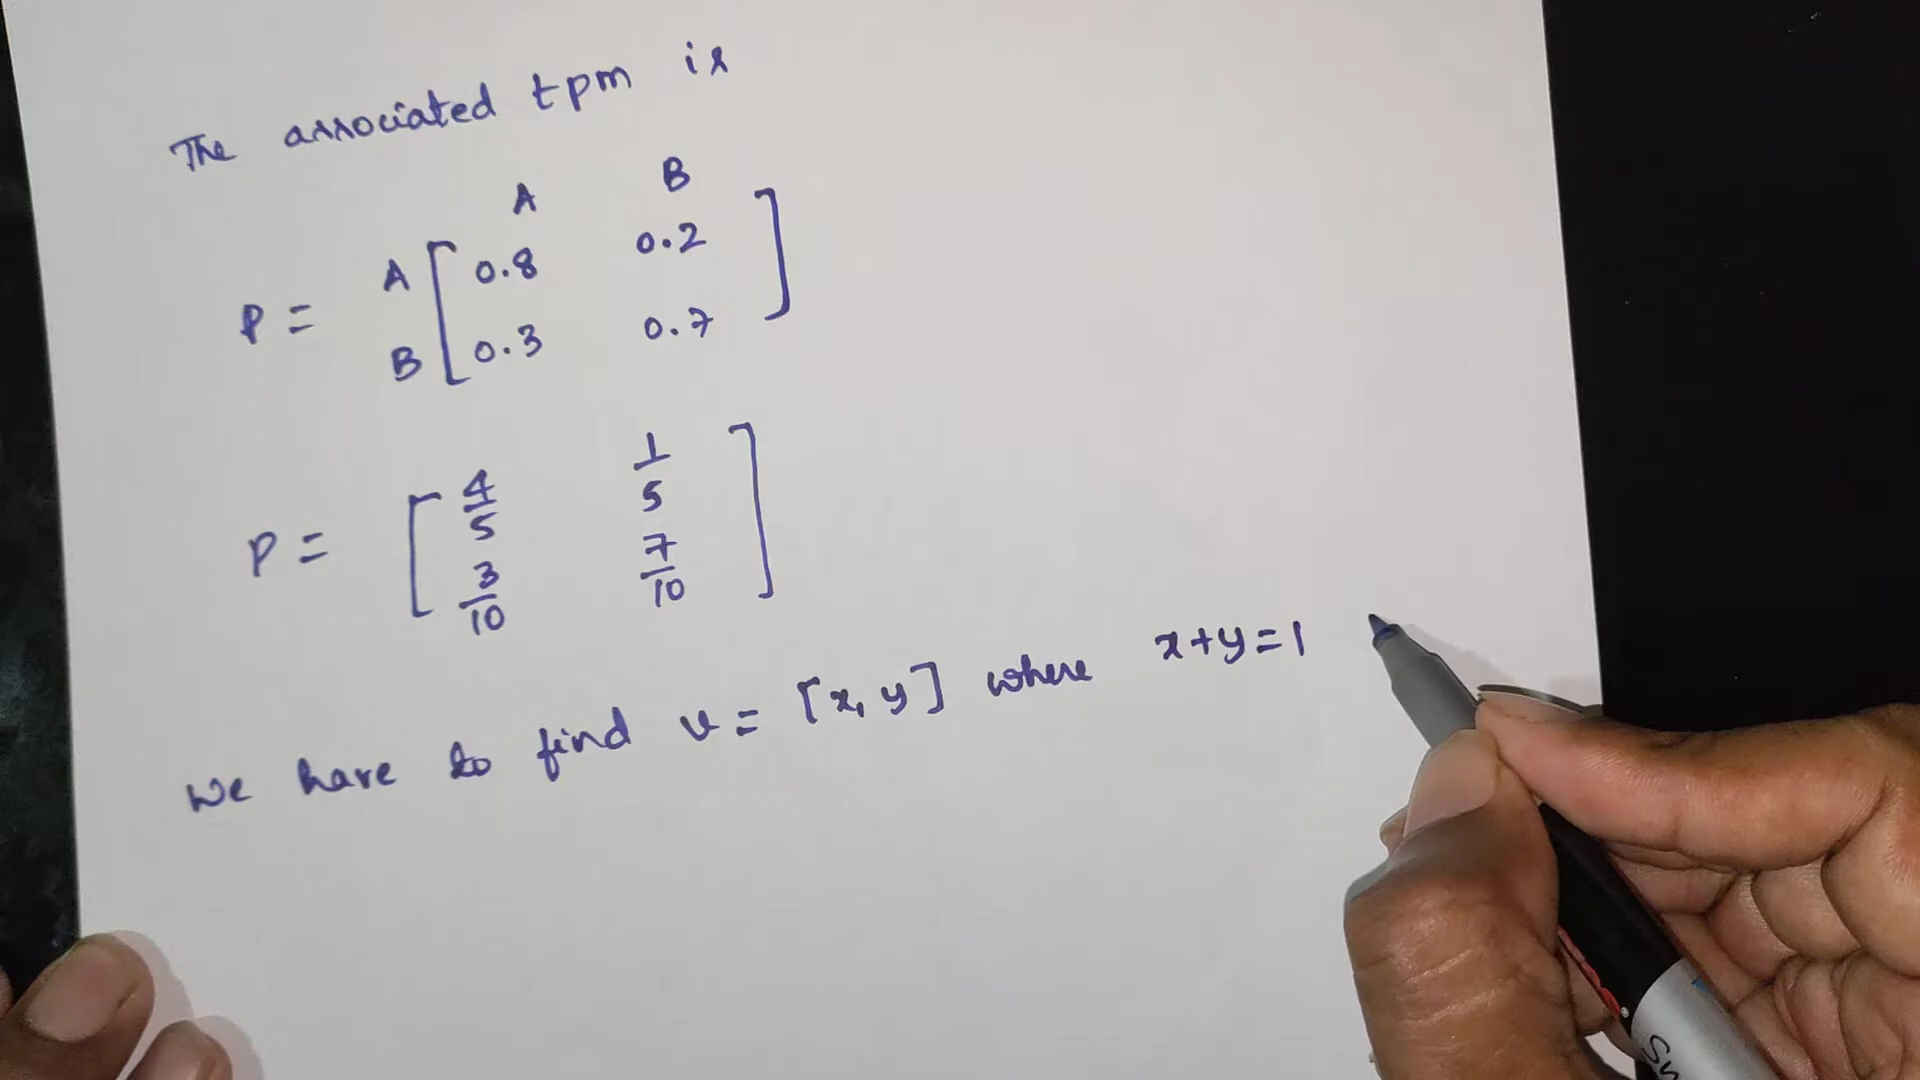 The associated tpm is
A B
P = A [ 0.8 0.2 ]
B [ 0.3 0.7 ]
P = [ 4/5 1/5 ]
[ 3/10 7/10 ]
We have to find v = [x, y] where x+y=1